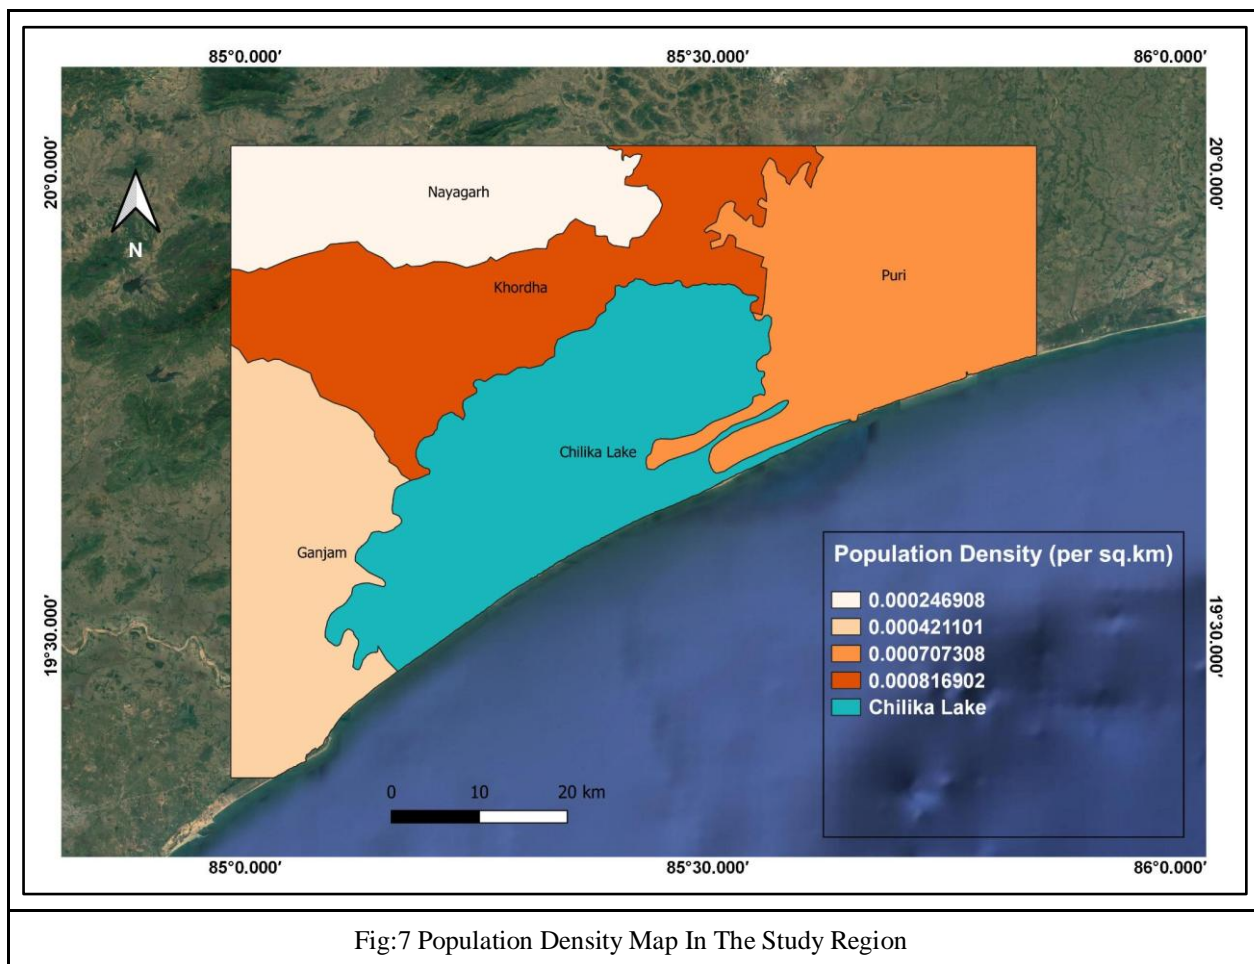 85°0.000′ 85°30.000′ 86°0.000′
20°0.000′
20°0.000′
N
Nayagarh
Puri
Khordha
Chilika Lake
Ganjam
Population Density (per sq.km)
0.000246908
0.000421101
0.000707308
0.000816902
Chilika Lake
19°30.000′
19°30.000′
0 10 20 km
85°0.000′ 85°30.000′ 86°0.000′
Fig:7 Population Density Map In The Study Region